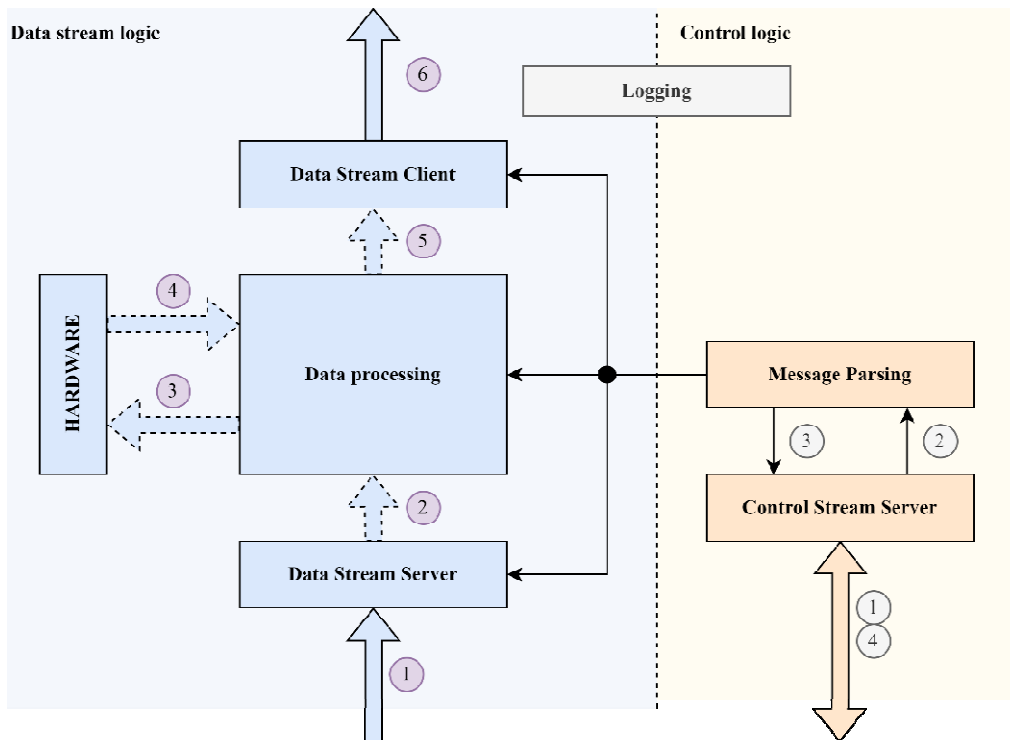 Data stream logic
Control logic
6
Logging
Data Stream Client
5
4
HARDWARE
Data processing
3
Message Parsing
3
2
2
Control Stream Server
Data Stream Server
1
4
1